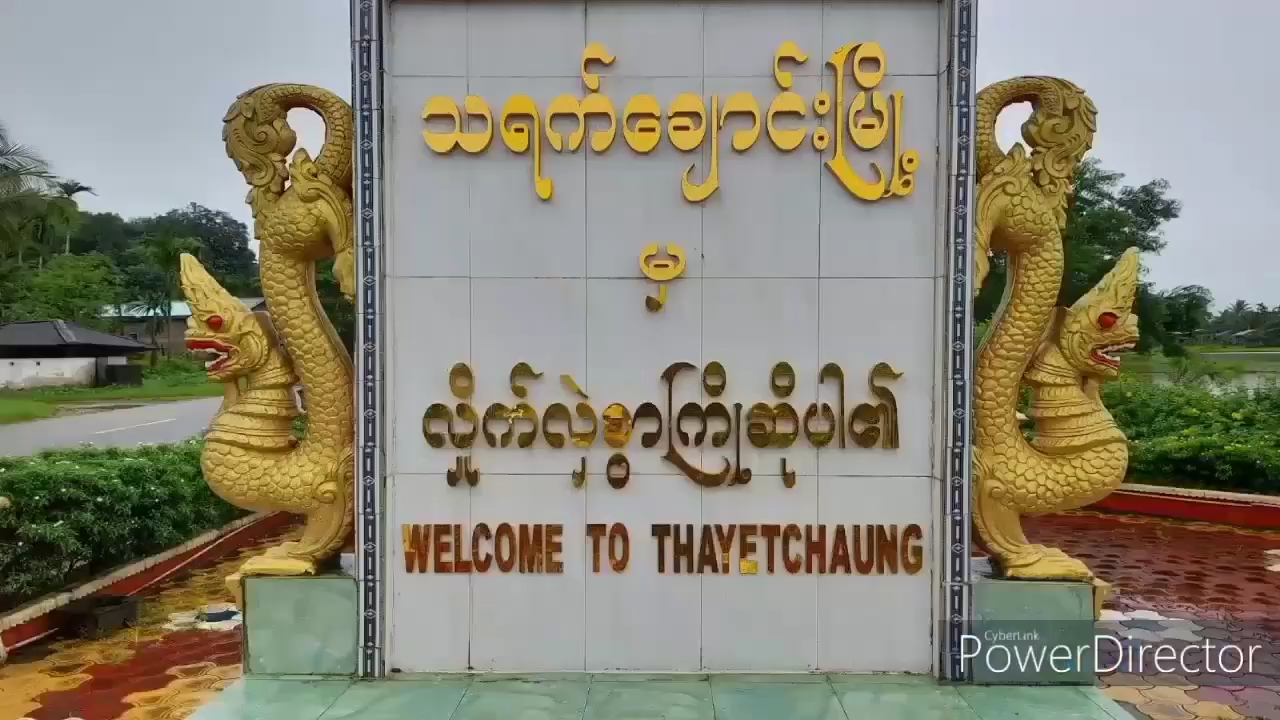 သရက်ချောင်းမြို့
မှ
လှိုက်လှဲစွာကြိုဆိုပါ၏
WELCOME TO THAYETCHAUNG
CyberLink
PowerDirector